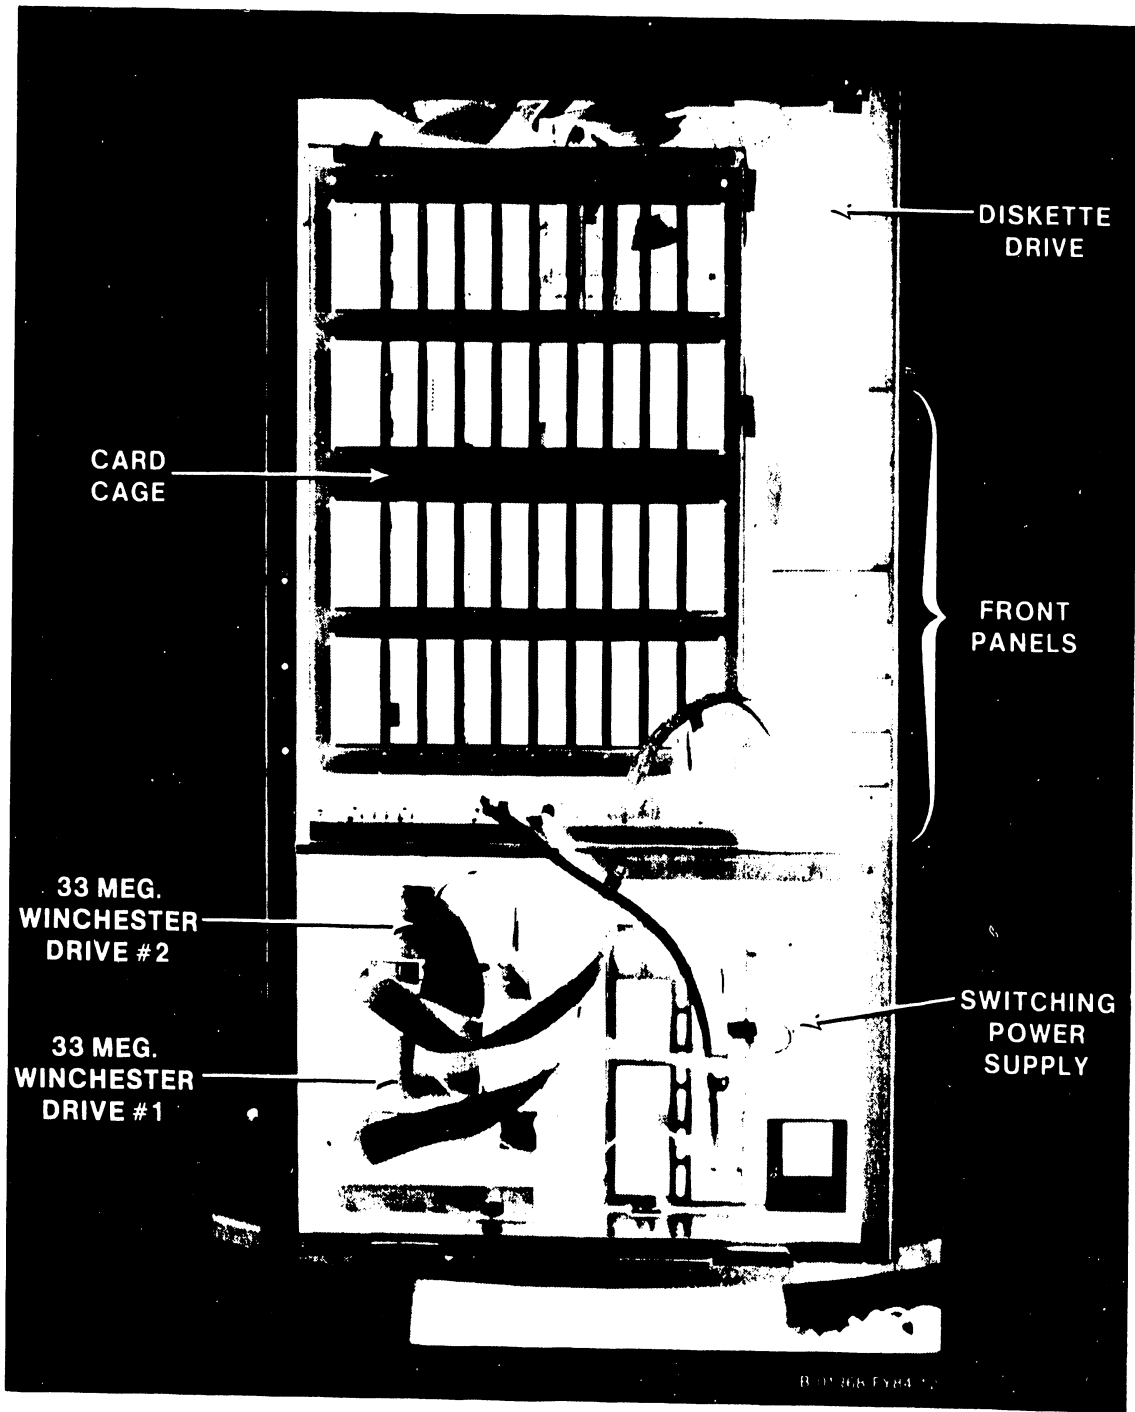 DISKETTE
DRIVE
CARD
CAGE
FRONT
PANELS
33 MEG.
WINCHESTER
DRIVE #2
SWITCHING
POWER
SUPPLY
33 MEG.
WINCHESTER
DRIVE #1